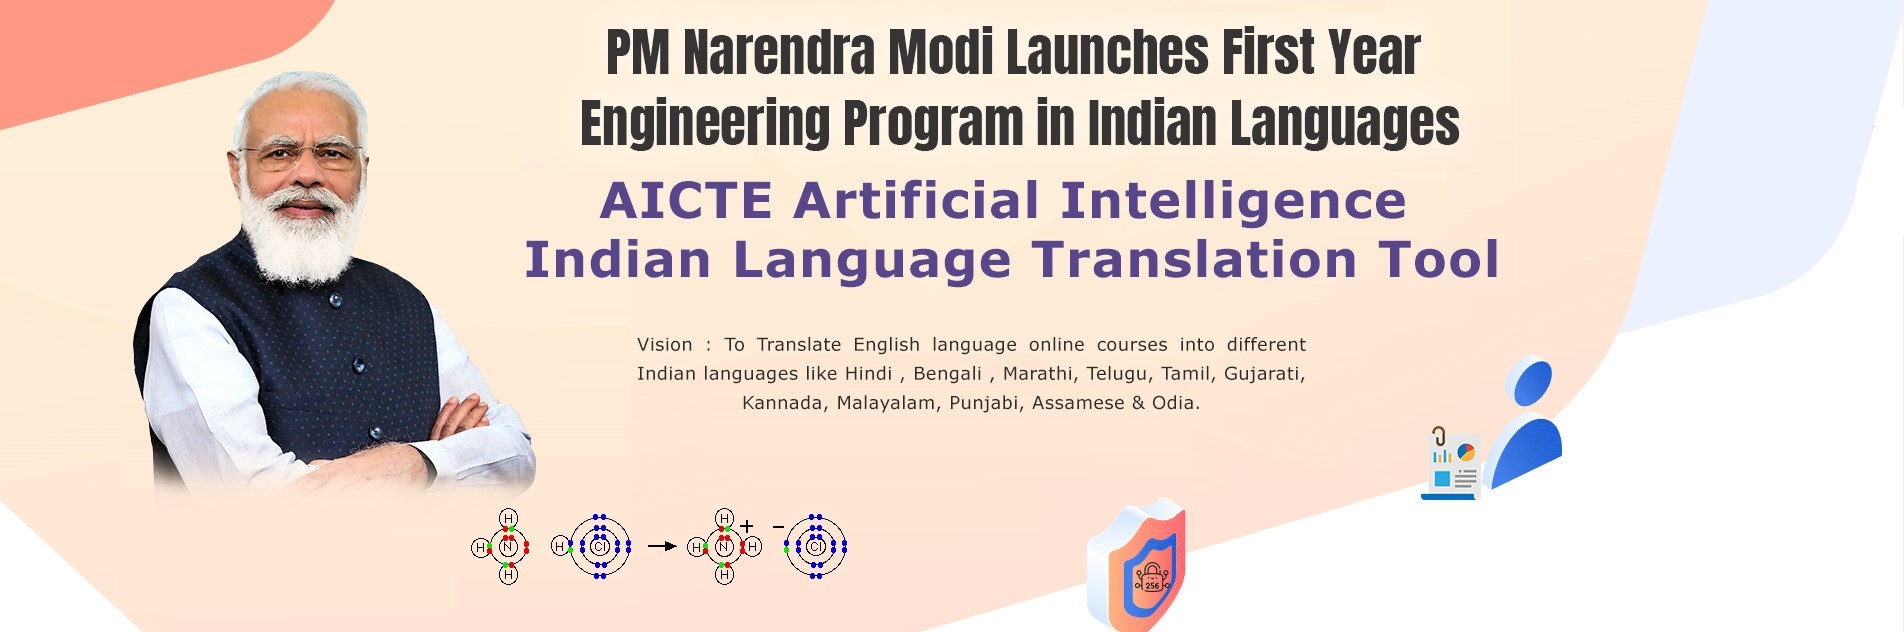 PM Narendra Modi Launches First Year
Engineering Program in Indian Languages
AICTE Artificial Intelligence
Indian Language Translation Tool
Vision : To Translate English language online courses into different
Indian languages like Hindi , Bengali , Marathi, Telugu, Tamil, Gujarati,
Kannada, Malayalam, Punjabi, Assamese & Odia.
H H + −
H N H Cl → H N H Cl
H H
256